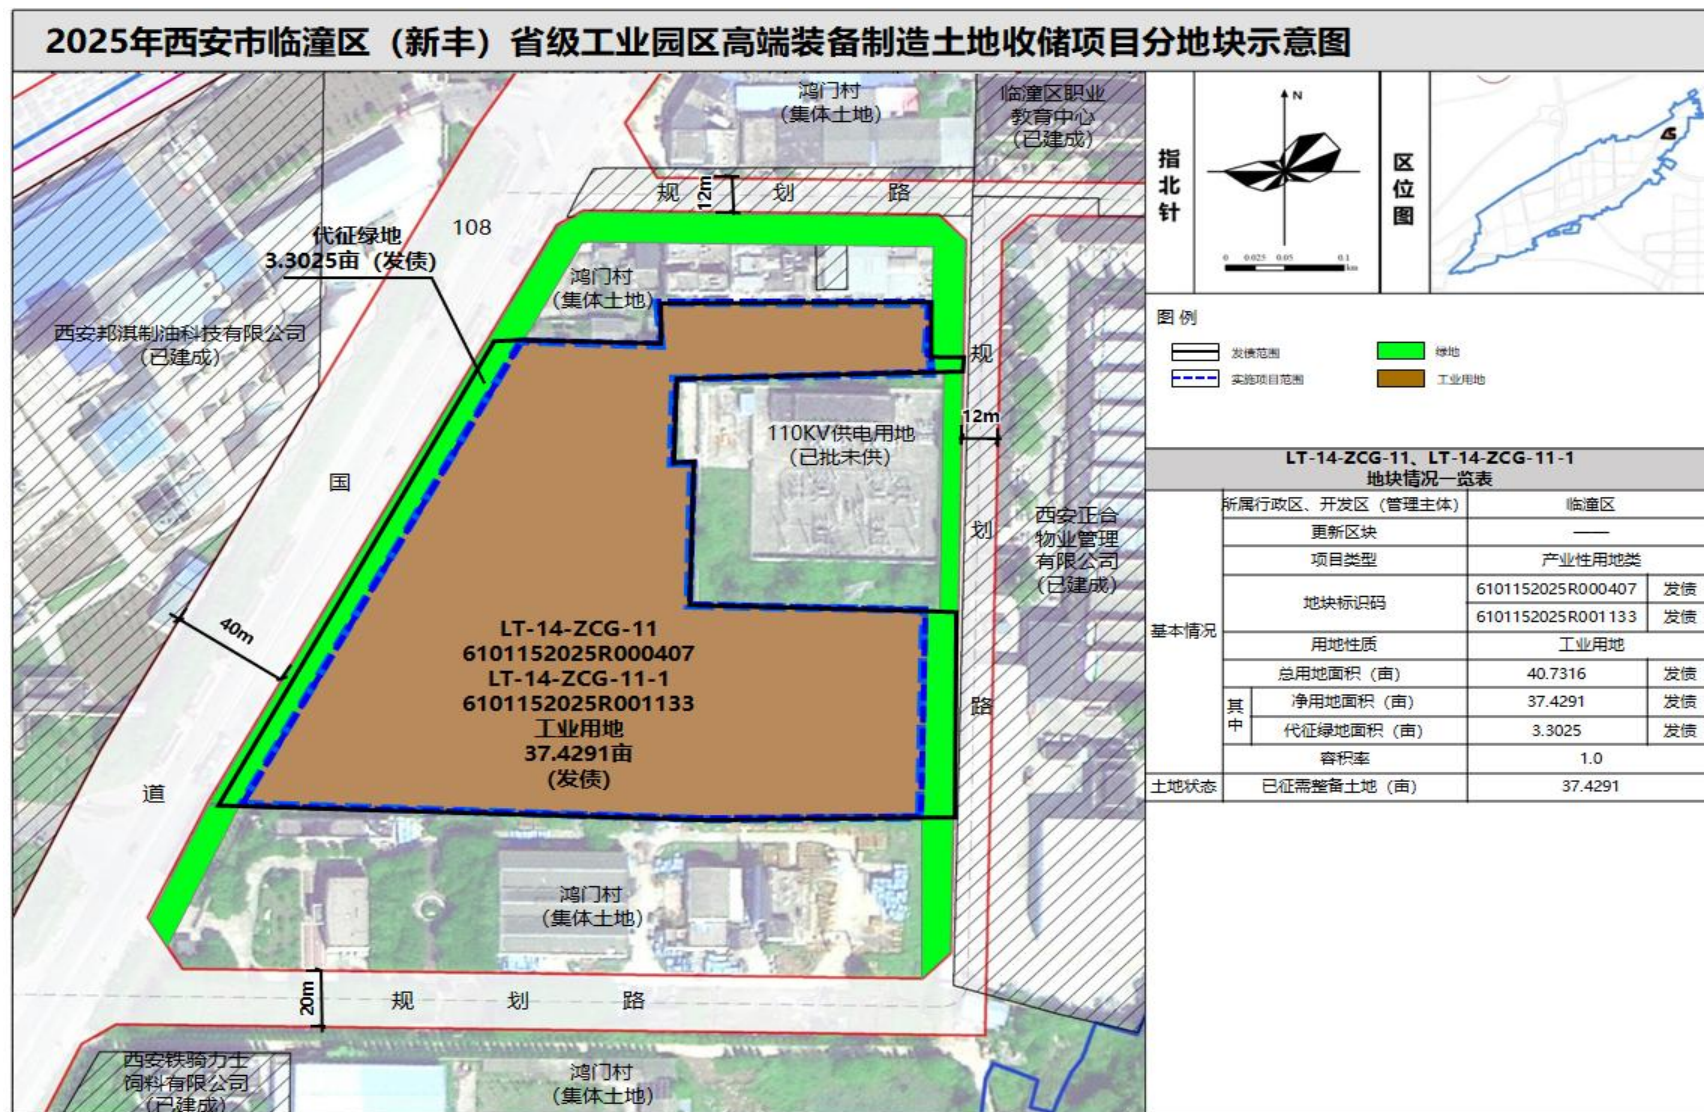 2025年西安市临潼区（新丰）省级工业园区高端装备制造土地收储项目分地块示意图
鸿门村
（集体土地）
临潼区职业
教育中心
（已建成）
规 划 路
12m
108
代征绿地
3.3025亩（发债）
鸿门村
（集体土地）
西安邦淇制油科技有限公司
（已建成）
规
12m
110KV供电用地
（已批未供）
国
划
西安正合
物业管理
有限公司
（已建成）
40m
LT-14-ZCG-11
6101152025R000407
LT-14-ZCG-11-1
6101152025R001133
工业用地
37.4291亩
(发债)
路
道
鸿门村
（集体土地）
20m
规 划 路
西安铁骑力士
饲料有限公司
（已建成）
鸿门村
（集体土地）
指北针
N
0 0.025 0.05 0.1
km
区位图
图 例
发债范围
绿地
实施项目范围
工业用地
LT-14-ZCG-11、LT-14-ZCG-11-1
地块情况一览表
基本情况
所属行政区、开发区（管理主体） 临潼区
更新区块 ——
项目类型 产业性用地类
地块标识码 6101152025R000407 发债
6101152025R001133 发债
用地性质 工业用地
总用地面积（亩） 40.7316 发债
其中 净用地面积（亩） 37.4291 发债
代征绿地面积（亩） 3.3025 发债
容积率 1.0
土地状态 已征需整备土地（亩） 37.4291